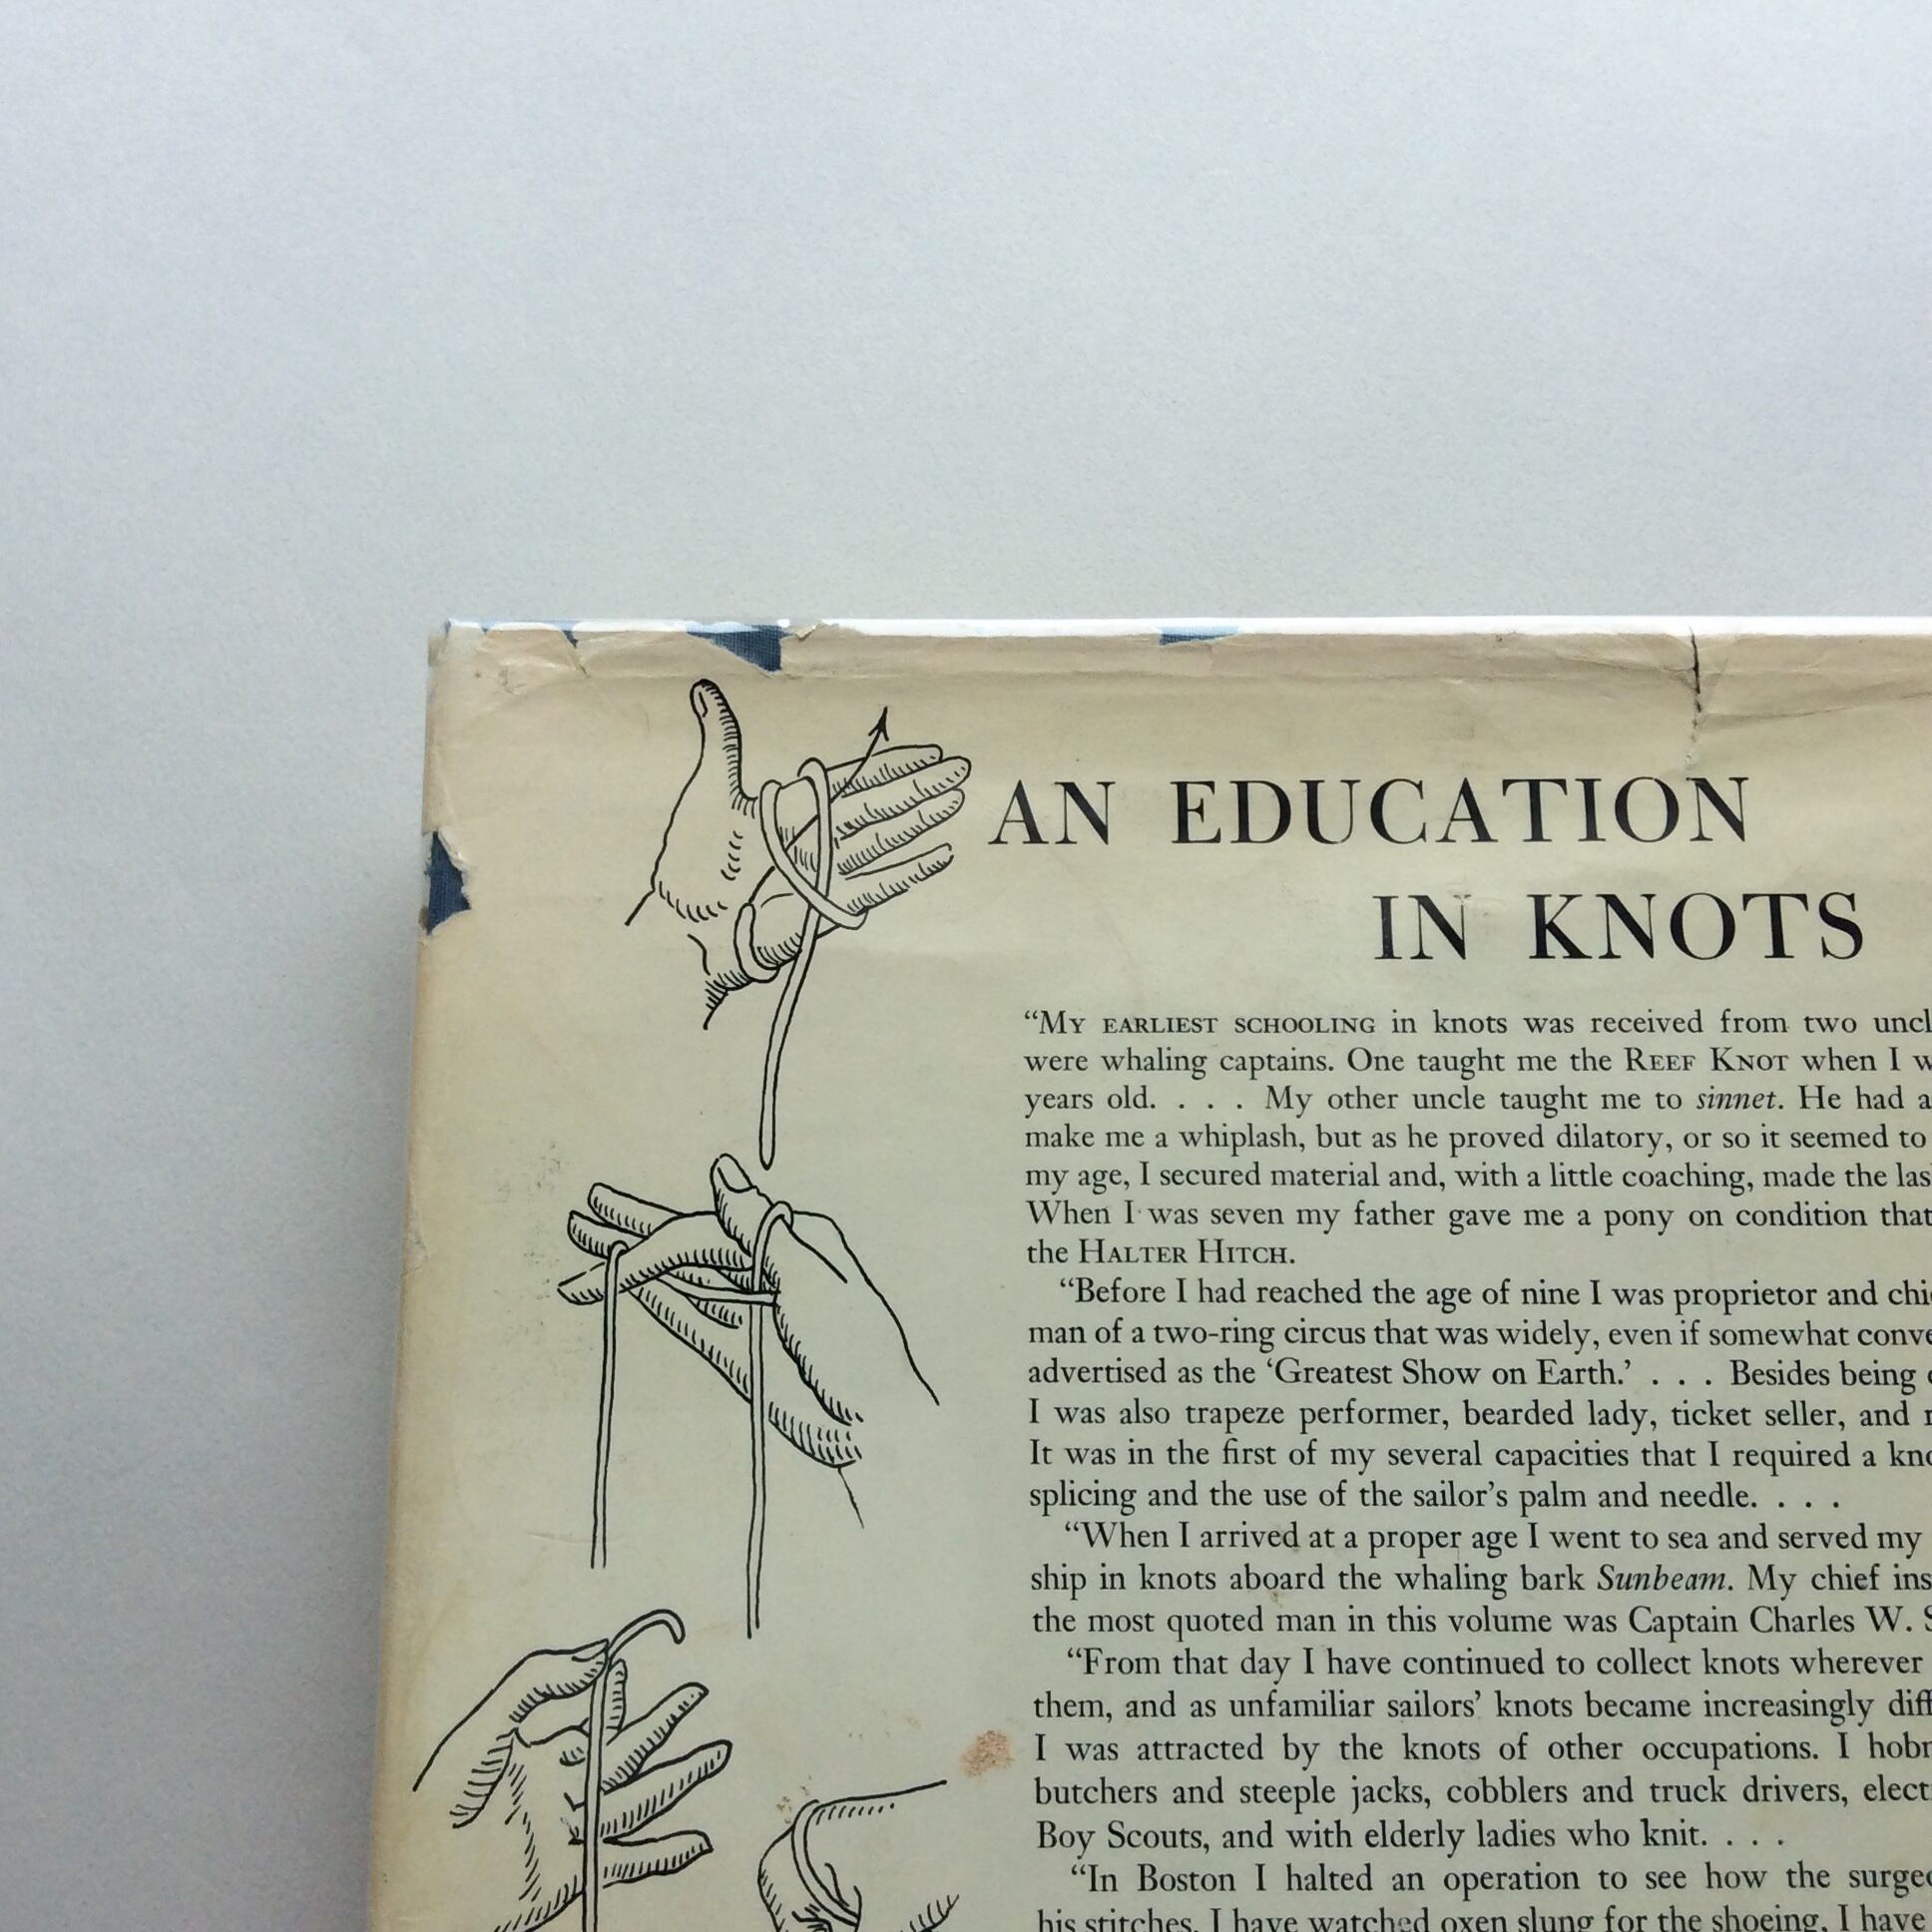 AN EDUCATION
IN KNOTS
“MY EARLIEST SCHOOLING in knots was received from two
were whaling captains. One taught me the REEF KNOT when I
years old. . . . My other uncle taught me to sinnet. He had
make me a whiplash, but as he proved dilatory, or so it seemed to
my age, I secured material and, with a little coaching, made the
When I was seven my father gave me a pony on condition that
the HALTER HITCH.
“Before I had reached the age of nine I was proprietor and
man of a two-ring circus that was widely, even if somewhat
advertised as the ‘Greatest Show on Earth.’ . . . Besides being
I was also trapeze performer, bearded lady, ticket seller, and
It was in the first of my several capacities that I required a
splicing and the use of the sailor’s palm and needle. . . .
“When I arrived at a proper age I went to sea and served my
ship in knots aboard the whaling bark Sunbeam. My chief
the most quoted man in this volume was Captain Charles W.
“From that day I have continued to collect knots wherever
them, and as unfamiliar sailors’ knots became increasingly
I was attracted by the knots of other occupations. I
butchers and steeple jacks, cobblers and truck drivers,
Boy Scouts, and with elderly ladies who knit. . . .
“In Boston I halted an operation to see how the
his stitches. I have watched oxen slung for the shoeing, I have